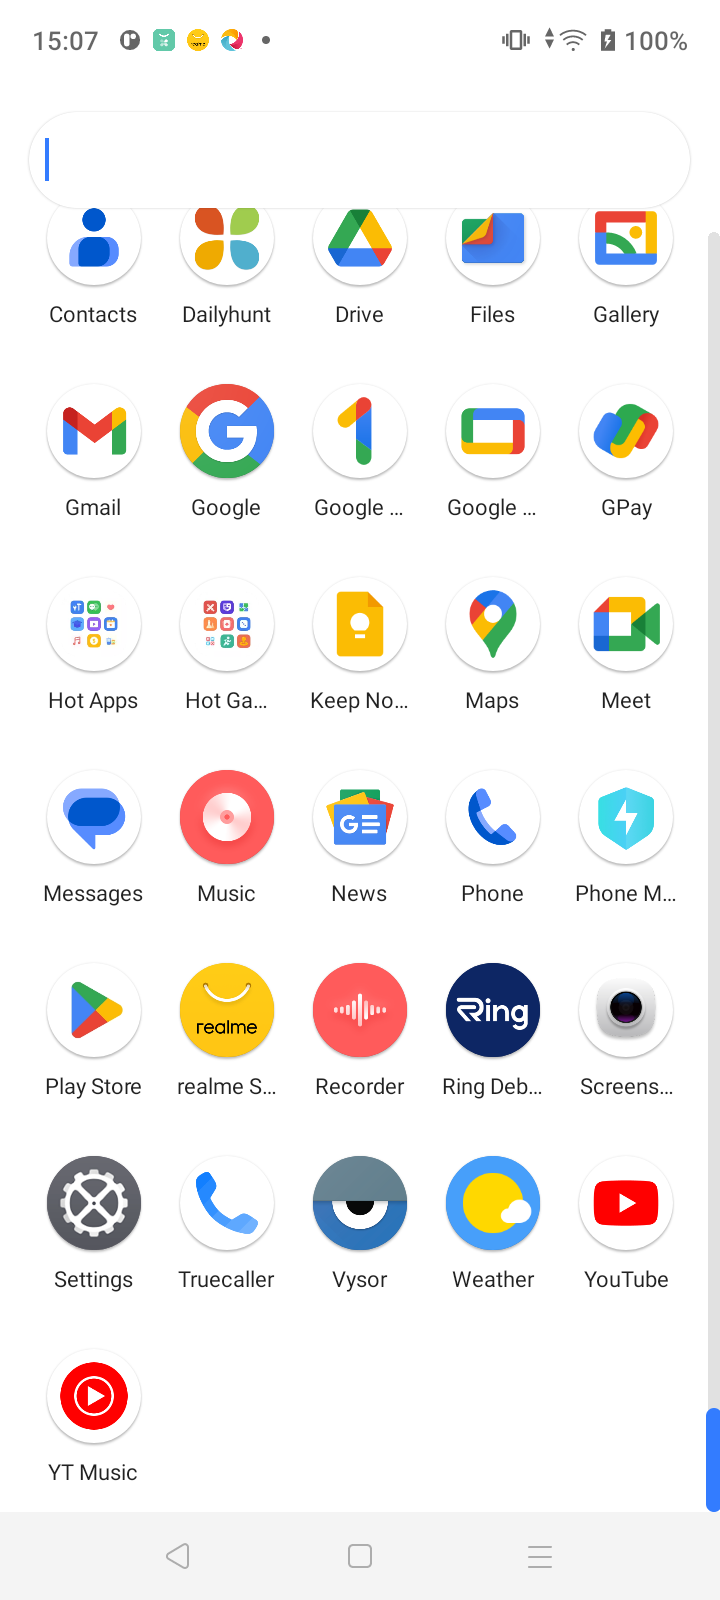 15:07 100%
Contacts Dailyhunt Drive Files Gallery
Gmail Google Google ... Google ... GPay
Hot Apps Hot Ga... Keep No... Maps Meet
GE
Messages Music News Phone Phone M...
realme Ring
Play Store realme S... Recorder Ring Deb... Screens...
Settings Truecaller Vysor Weather YouTube
YT Music